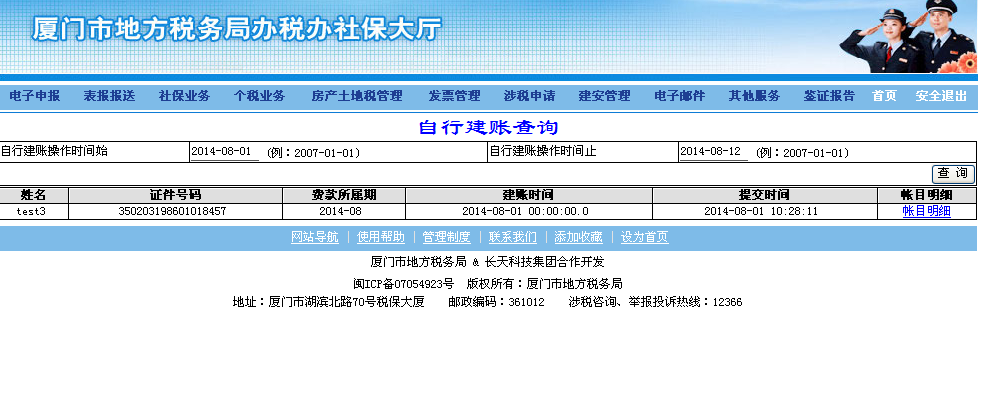 厦门市地方税务局办税办社保大厅
电子申报 表报报送 社保业务 个税业务 房产土地税管理 发票管理 涉税申请 建安管理 电子邮件 其他服务 鉴证报告 首页 安全退出
自行建账查询
自行建账操作时间始 2014-08-01 (例：2007-01-01) 自行建账操作时间止 2014-08-12 (例：2007-01-01)
查 询
姓名 证件号码 费款所属期 建账时间 提交时间 帐目明细
test3 350203198601018457 2014-08 2014-08-01 00:00:00.0 2014-08-01 10:28:11 帐目明细
网站导航 | 使用帮助 | 管理制度 | 联系我们 | 添加收藏 | 设为首页
厦门市地方税务局 & 长天科技集团合作开发
闽ICP备07054923号 版权所有：厦门市地方税务局
地址：厦门市湖滨北路70号税保大厦 邮政编码：361012 涉税咨询、举报投诉热线：12366